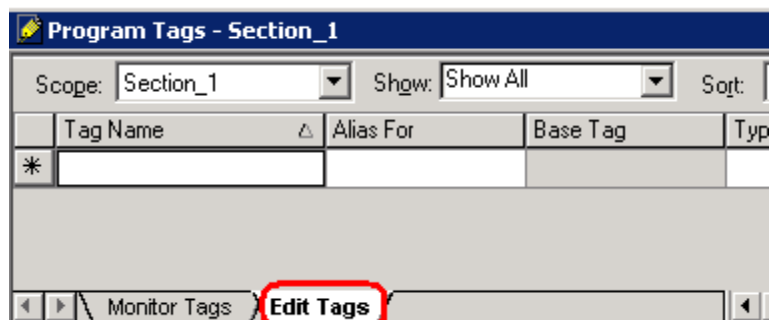 Program Tags - Section_1
Scope: Section_1 Show: Show All Sort:
Tag Name Alias For Base Tag Typ
Monitor Tags Edit Tags